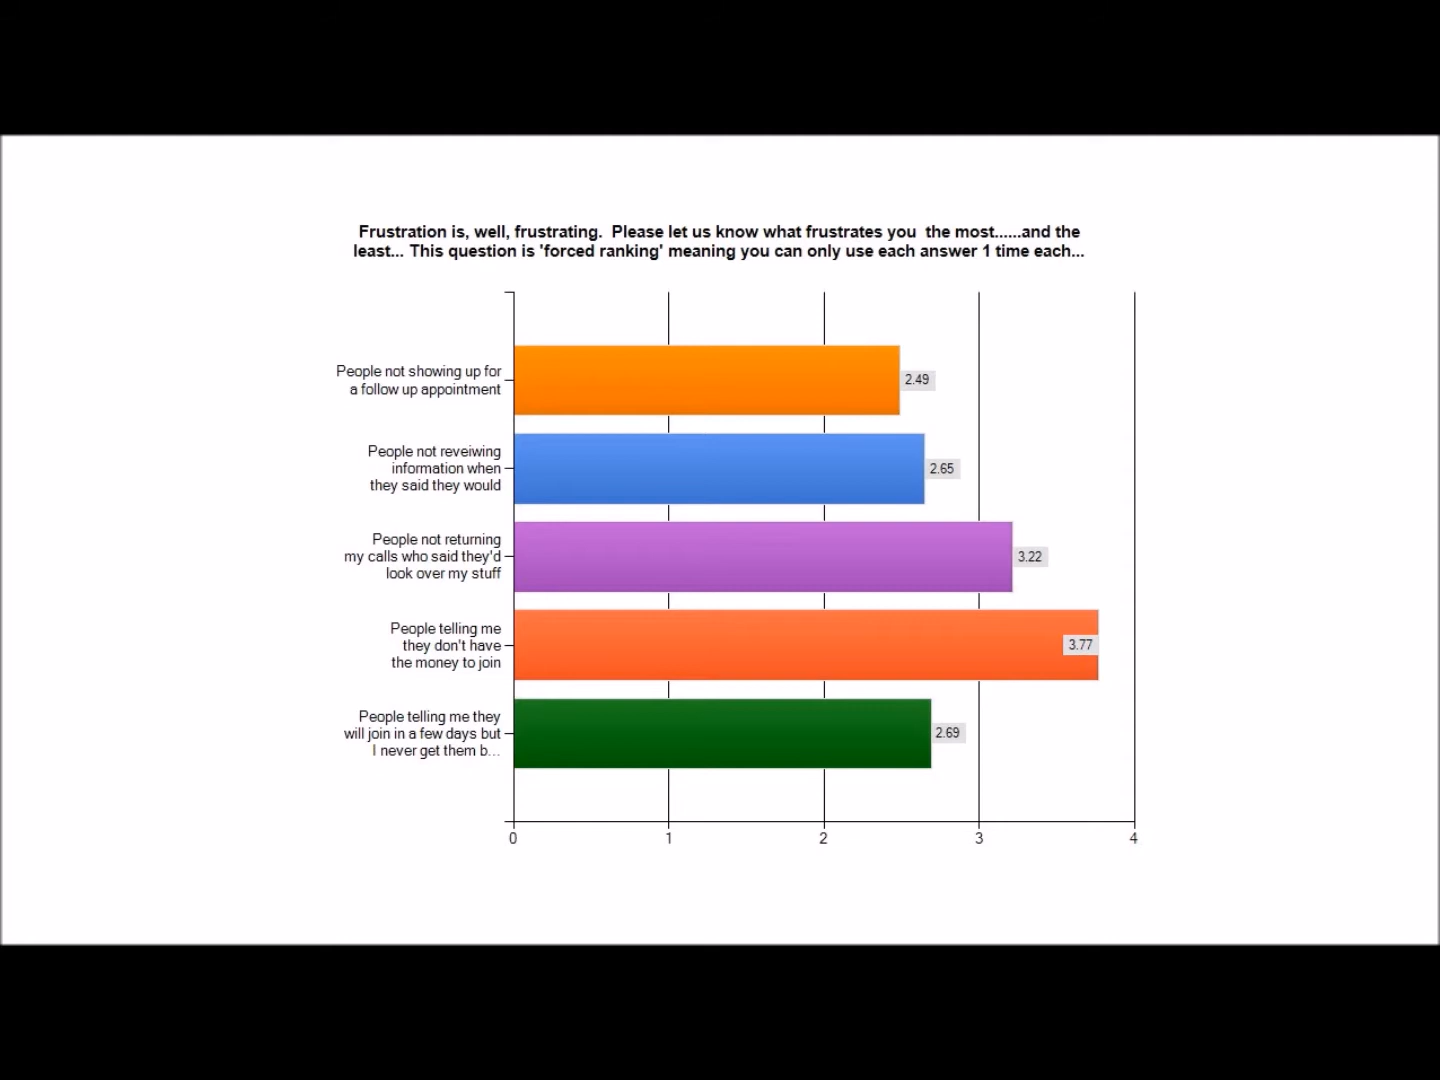 Frustration is, well, frustrating.  Please let us know what frustrates you  the most......and the
least... This question is 'forced ranking' meaning you can only use each answer 1 time each...
People not showing up for
a follow up appointment
2.49
People not reveiwing
information when
they said they would
2.65
People not returning
my calls who said they'd
look over my stuff
3.22
People telling me
they don't have
the money to join
3.77
People telling me they
will join in a few days but
I never get them b...
2.69
0 1 2 3 4